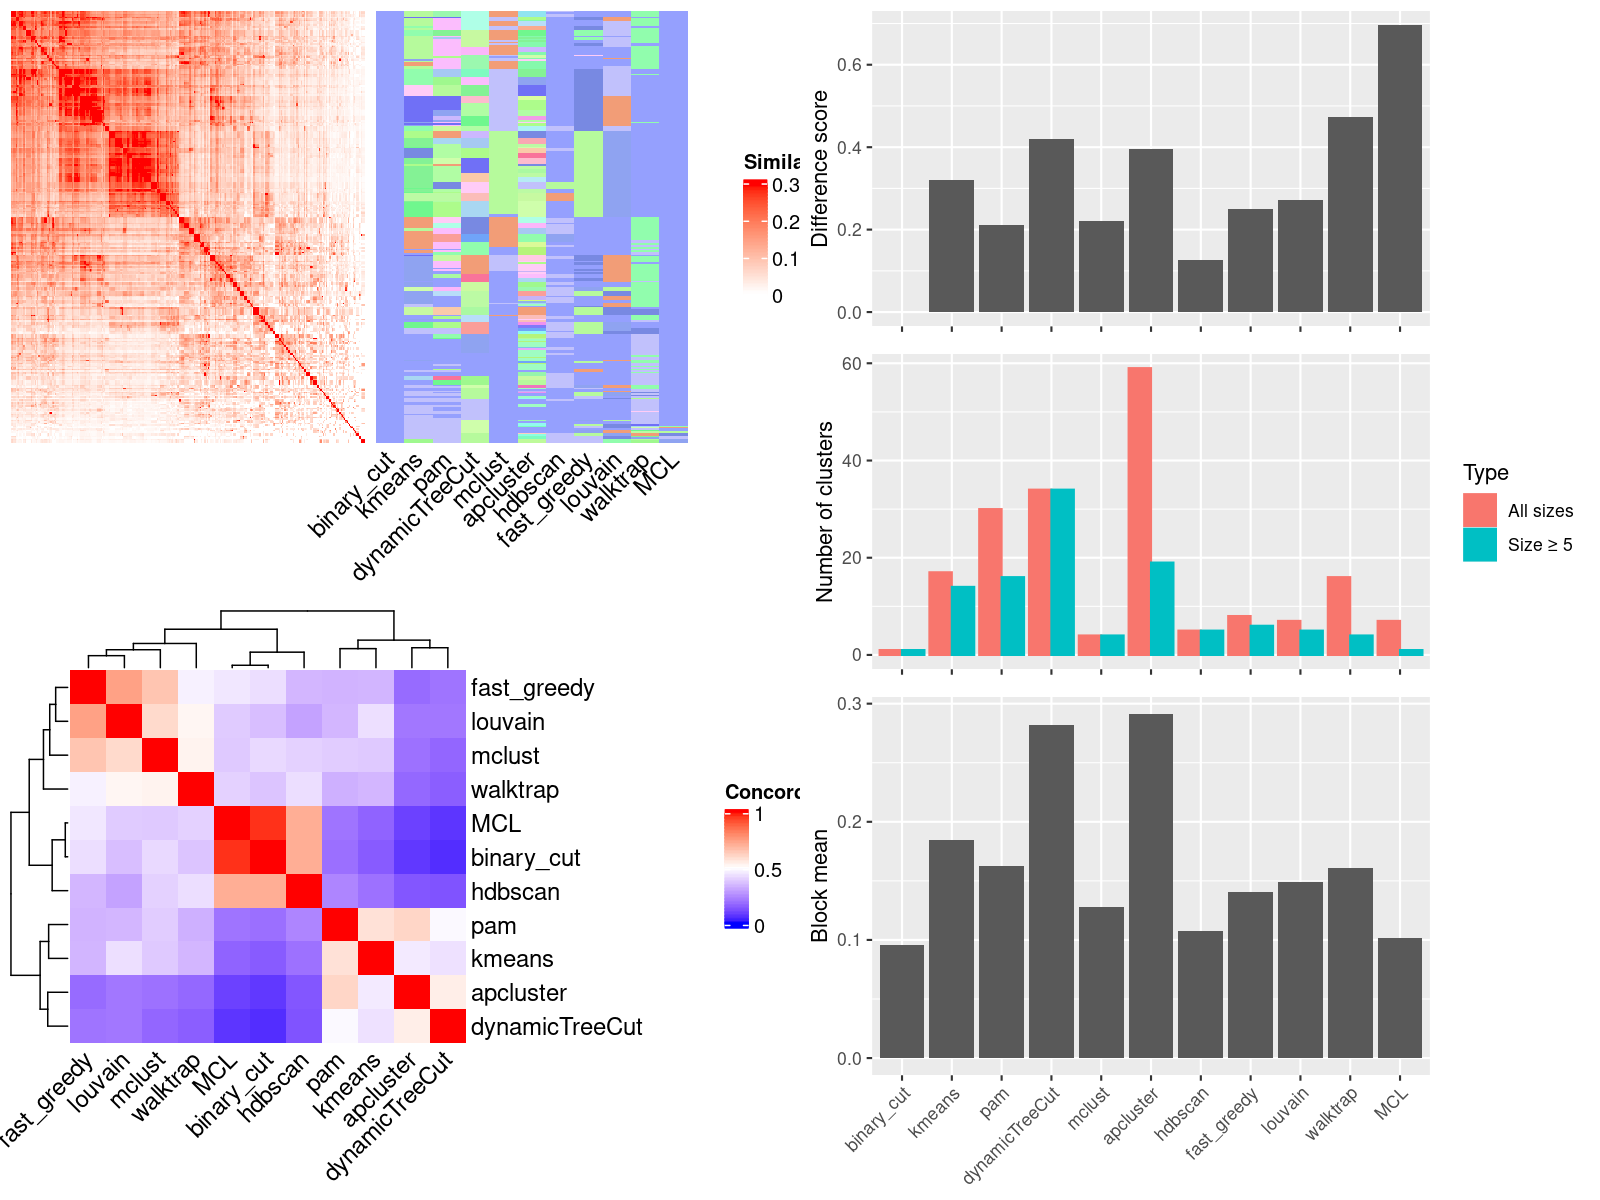 Simila
0.3
0.2
0.1
0
binary_cut
kmeans
pam
dynamicTreeCut
mclust
apcluster
hdbscan
fast_greedy
louvain
walktrap
MCL
Difference score
0.6
0.4
0.2
0.0
Number of clusters
60
40
20
0
Type
All sizes
Size ≥ 5
Block mean
0.3
0.2
0.1
0.0
binary_cut
kmeans
pam
dynamicTreeCut
mclust
apcluster
hdbscan
fast_greedy
louvain
walktrap
MCL
fast_greedy
louvain
mclust
walktrap
MCL
binary_cut
hdbscan
pam
kmeans
apcluster
dynamicTreeCut
fast_greedy
louvain
mclust
walktrap
MCL
binary_cut
hdbscan
pam
kmeans
apcluster
dynamicTreeCut
Concord
1
0.5
0